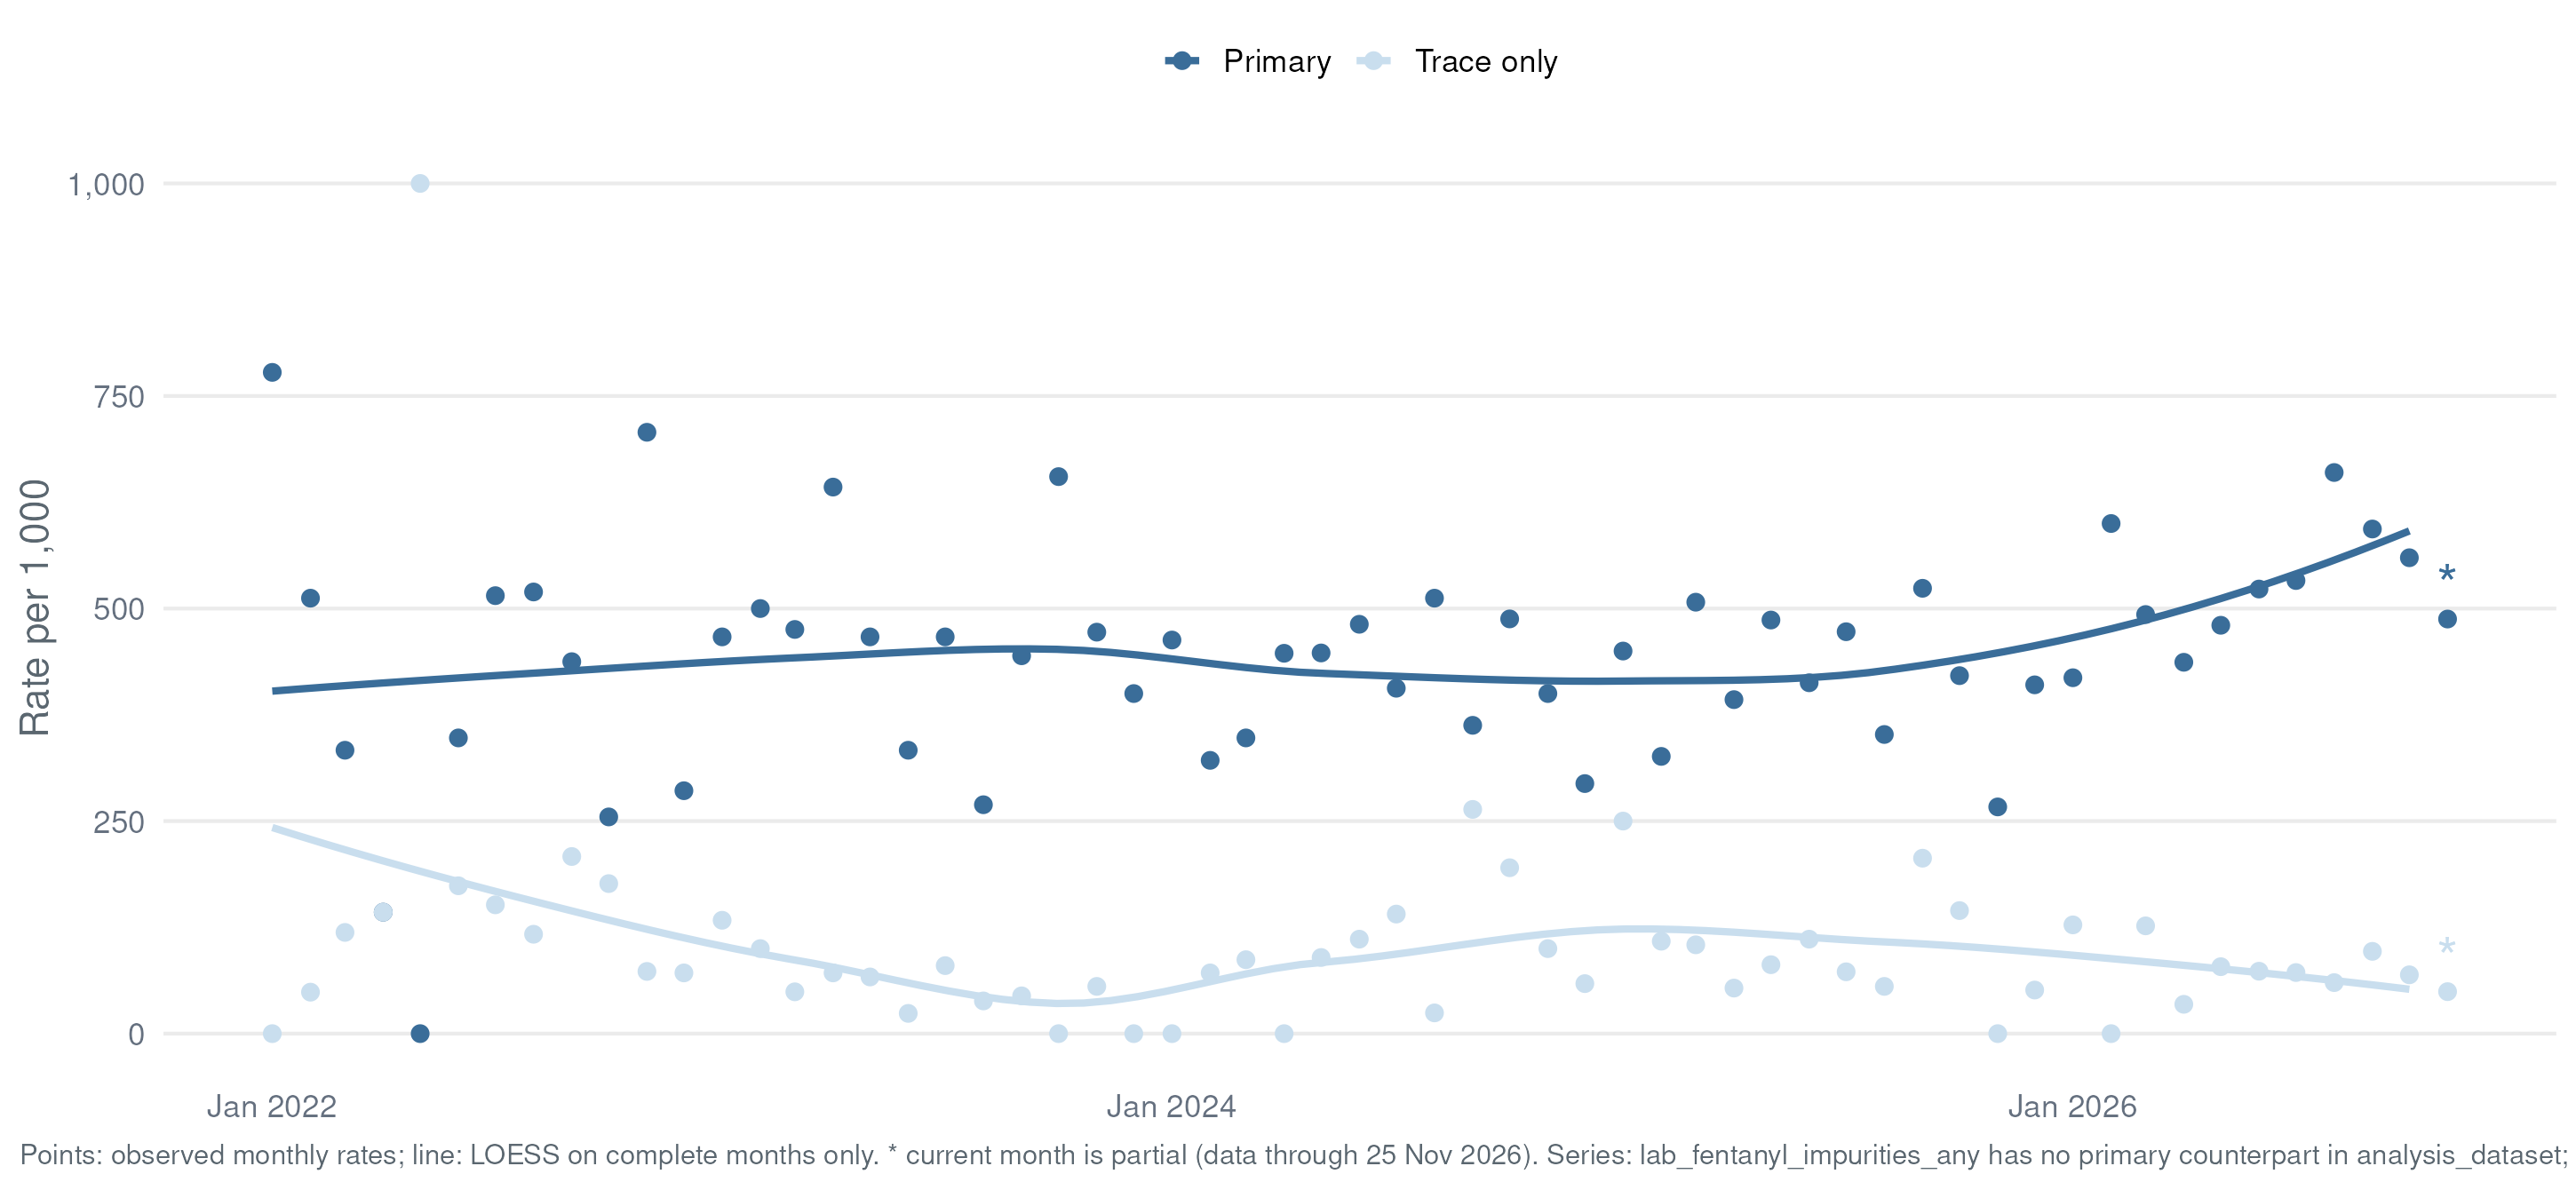 Primary Trace only
1,000
750
500
250
0
Rate per 1,000
*
*
Jan 2022 Jan 2024 Jan 2026
Points: observed monthly rates; line: LOESS on complete months only. * current month is partial (data through 25 Nov 2026). Series: lab_fentanyl_impurities_any has no primary counterpart in analysis_dataset;